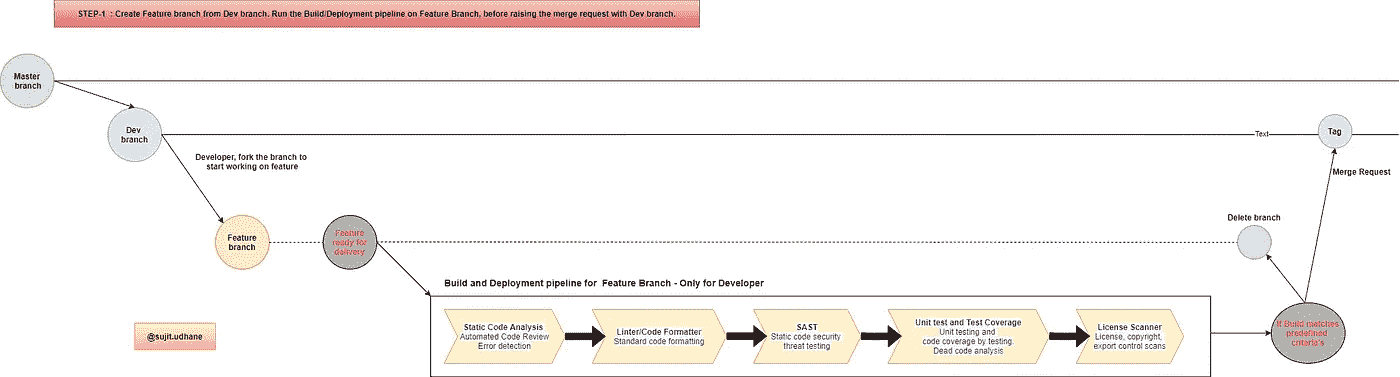 STEP-1 : Create Feature branch from Dev branch. Run the Build/Deployment pipeline on Feature Branch, before raising the merge request with Dev branch.
Master
branch
Dev
branch
Text
Tag
Developer, fork the branch to
start working on feature
Merge Request
Feature
branch
Feature
ready for
delivery
Delete branch
Build and Deployment pipeline for Feature Branch - Only for Developer
Static Code Analysis
Automated Code Review
Error detection
Linter/Code Formatter
Standard code formatting
SAST
Static code security
threat testing
Unit test and Test Coverage
Unit testing and
code coverage by testing.
Dead code analysis
License Scanner
License, copyright,
export control scans
If Build matches
predefined
criteria's
@sujit.udhane